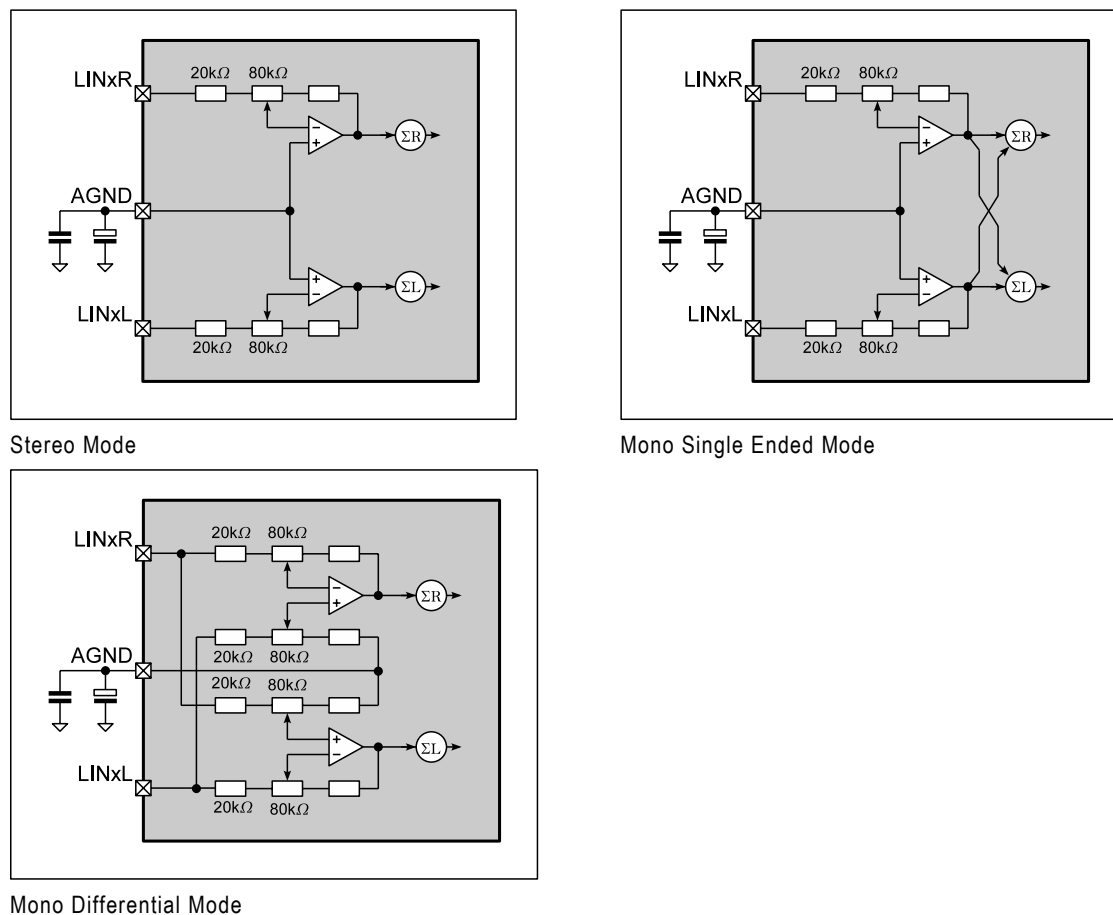 LINxR
20kΩ 80kΩ
ΣR
AGND
ΣL
LINxL
20kΩ 80kΩ
Stereo Mode
LINxR
20kΩ 80kΩ
ΣR
AGND
ΣL
LINxL
20kΩ 80kΩ
Mono Single Ended Mode
LINxR
20kΩ 80kΩ
ΣR
20kΩ 80kΩ
AGND
20kΩ 80kΩ
ΣL
LINxL
20kΩ 80kΩ
Mono Differential Mode